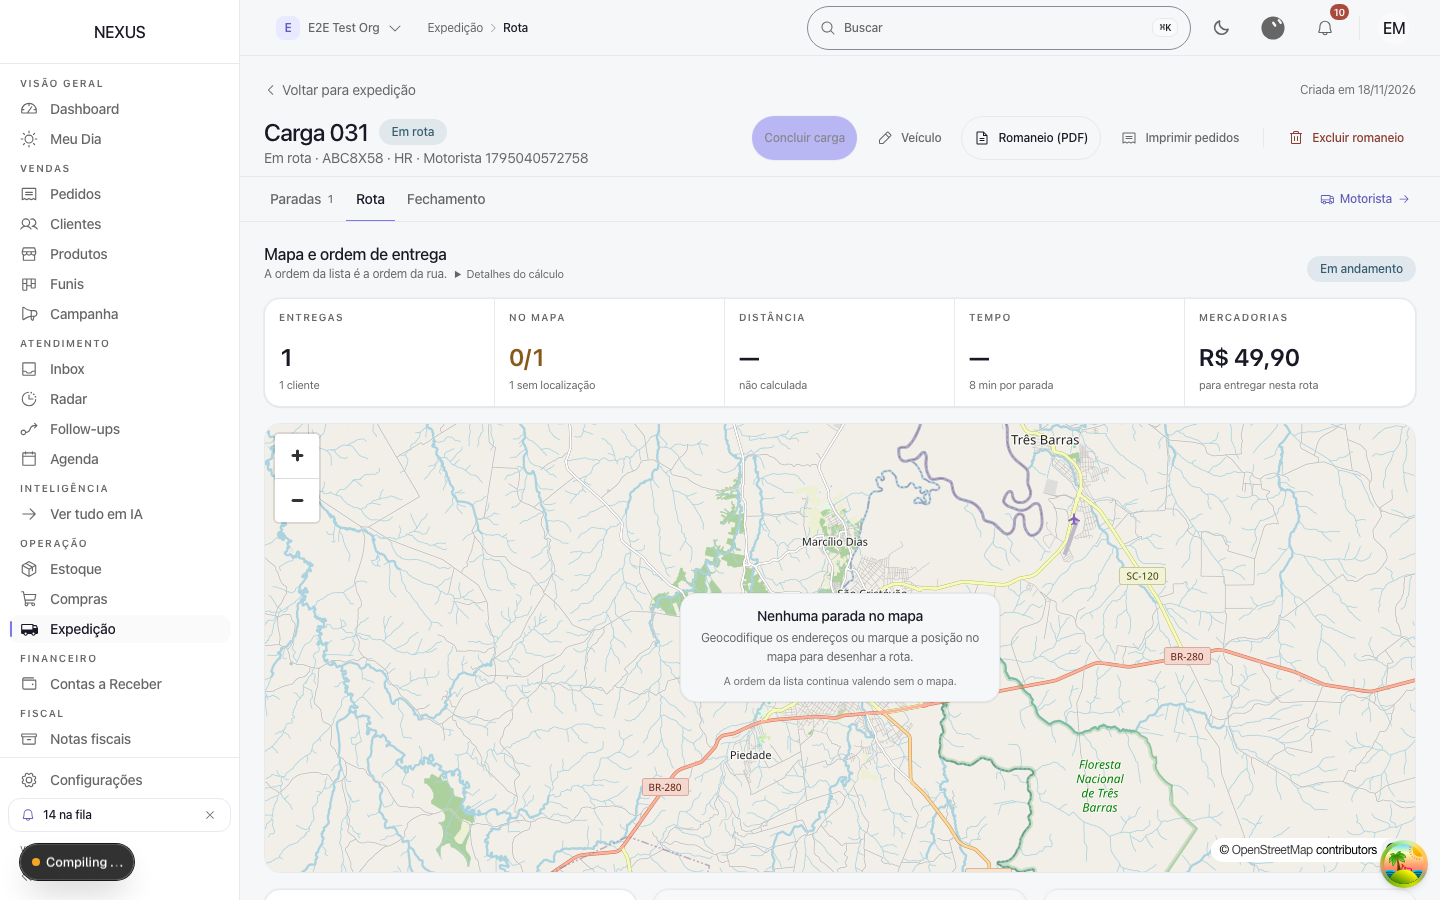 NEXUS
VISÃO GERAL
Dashboard
Meu Dia
VENDAS
Pedidos
Clientes
Produtos
Funis
Campanha
ATENDIMENTO
Inbox
Radar
Follow-ups
Agenda
INTELIGÊNCIA
Ver tudo em IA
OPERAÇÃO
Estoque
Compras
Expedição
FINANCEIRO
Contas a Receber
FISCAL
Notas fiscais
Configurações
14 na fila
Compiling ...
E E2E Test Org
Expedição > Rota
Buscar ⌘K
10
EM
Voltar para expedição
Criada em 18/11/2026
Carga 031 Em rota
Em rota · ABC8X58 · HR · Motorista 1795040572758
Concluir carga
Veículo
Romaneio (PDF)
Imprimir pedidos
Excluir romaneio
Paradas 1
Rota
Fechamento
Motorista →
Mapa e ordem de entrega
A ordem da lista é a ordem da rua. ▶ Detalhes do cálculo
Em andamento
ENTREGAS
1
1 cliente
NO MAPA
0/1
1 sem localização
DISTÂNCIA
—
não calculada
TEMPO
—
8 min por parada
MERCADORIAS
R$ 49,90
para entregar nesta rota
+
−
Três Barras
Marcílio Dias
SC-120
Nenhuma parada no mapa
Geocodifique os endereços ou marque a posição no
mapa para desenhar a rota.
A ordem da lista continua valendo sem o mapa.
BR-280
Piedade
BR-280
Floresta
Nacional
de Três
Barras
© OpenStreetMap contributors